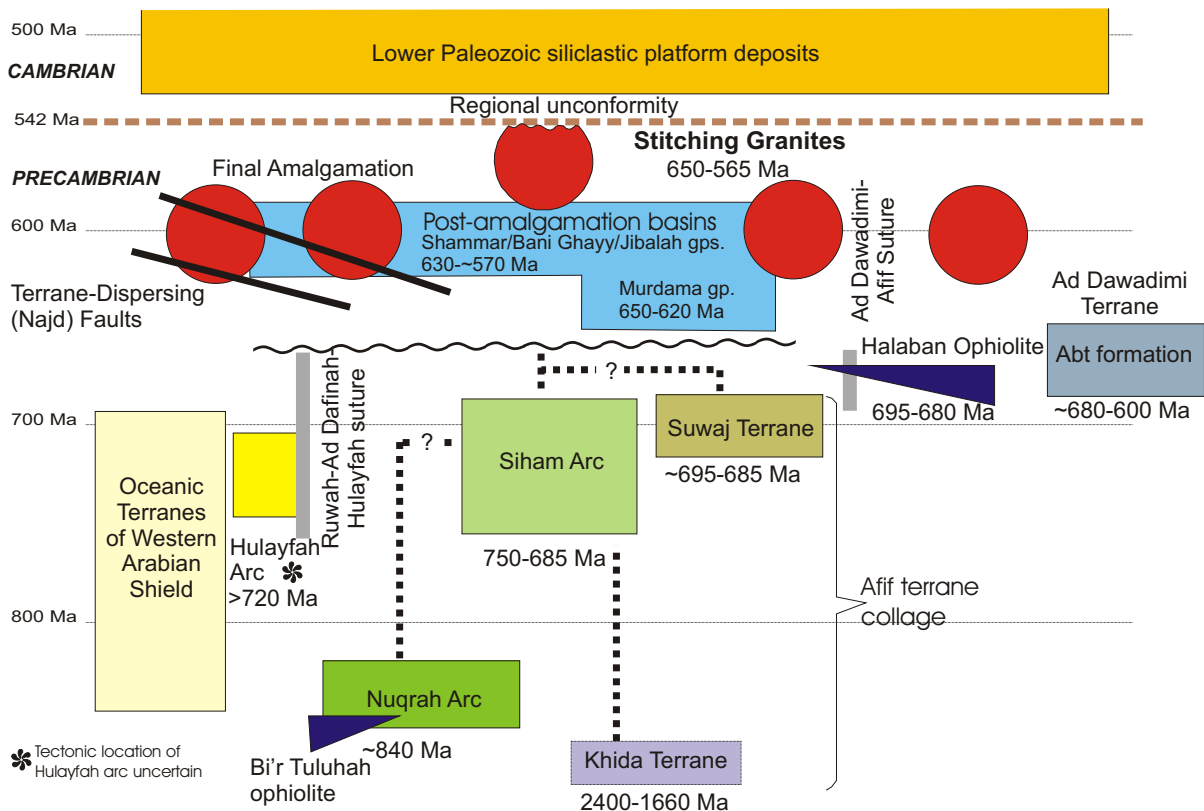 500 Ma
Lower Paleozoic siliclastic platform deposits
CAMBRIAN
Regional unconformity
542 Ma
Stitching Granites
650-565 Ma
PRECAMBRIAN
Final Amalgamation
600 Ma
Post-amalgamation basins
Shammar/Bani Ghayy/Jibalah gps.
630-~570 Ma
Murdama gp.
650-620 Ma
Ad Dawadimi-
Afif Suture
Terrane-Dispersing
(Najd) Faults
Ad Dawadimi
Terrane
Halaban Ophiolite
695-680 Ma
Abt formation
~680-600 Ma
700 Ma
Ruwah-Ad Dafinah-
Hulayfah suture
?
?
Siham Arc
750-685 Ma
Suwaj Terrane
~695-685 Ma
Oceanic
Terranes
of Western
Arabian
Shield
Hulayfah
Arc
>720 Ma
Afif terrane
collage
800 Ma
Nuqrah Arc
~840 Ma
Bi'r Tuluhah
ophiolite
Khida Terrane
2400-1660 Ma
Tectonic location of
Hulayfah arc uncertain